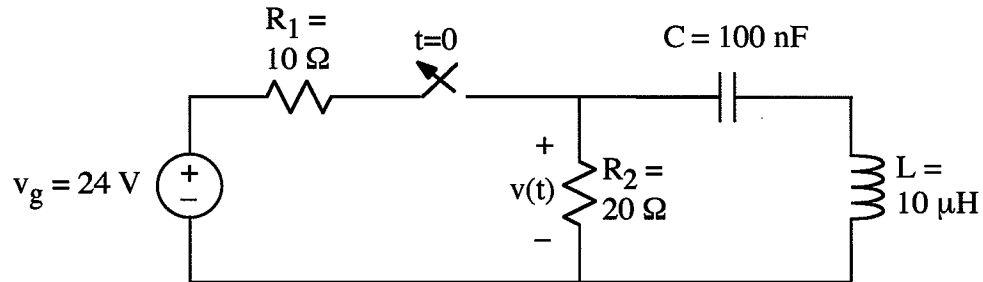 R1 =
10 Ω
t=0
C = 100 nF
+
vg = 24 V
+
−
v(t)
−
R2 =
20 Ω
L =
10 μH